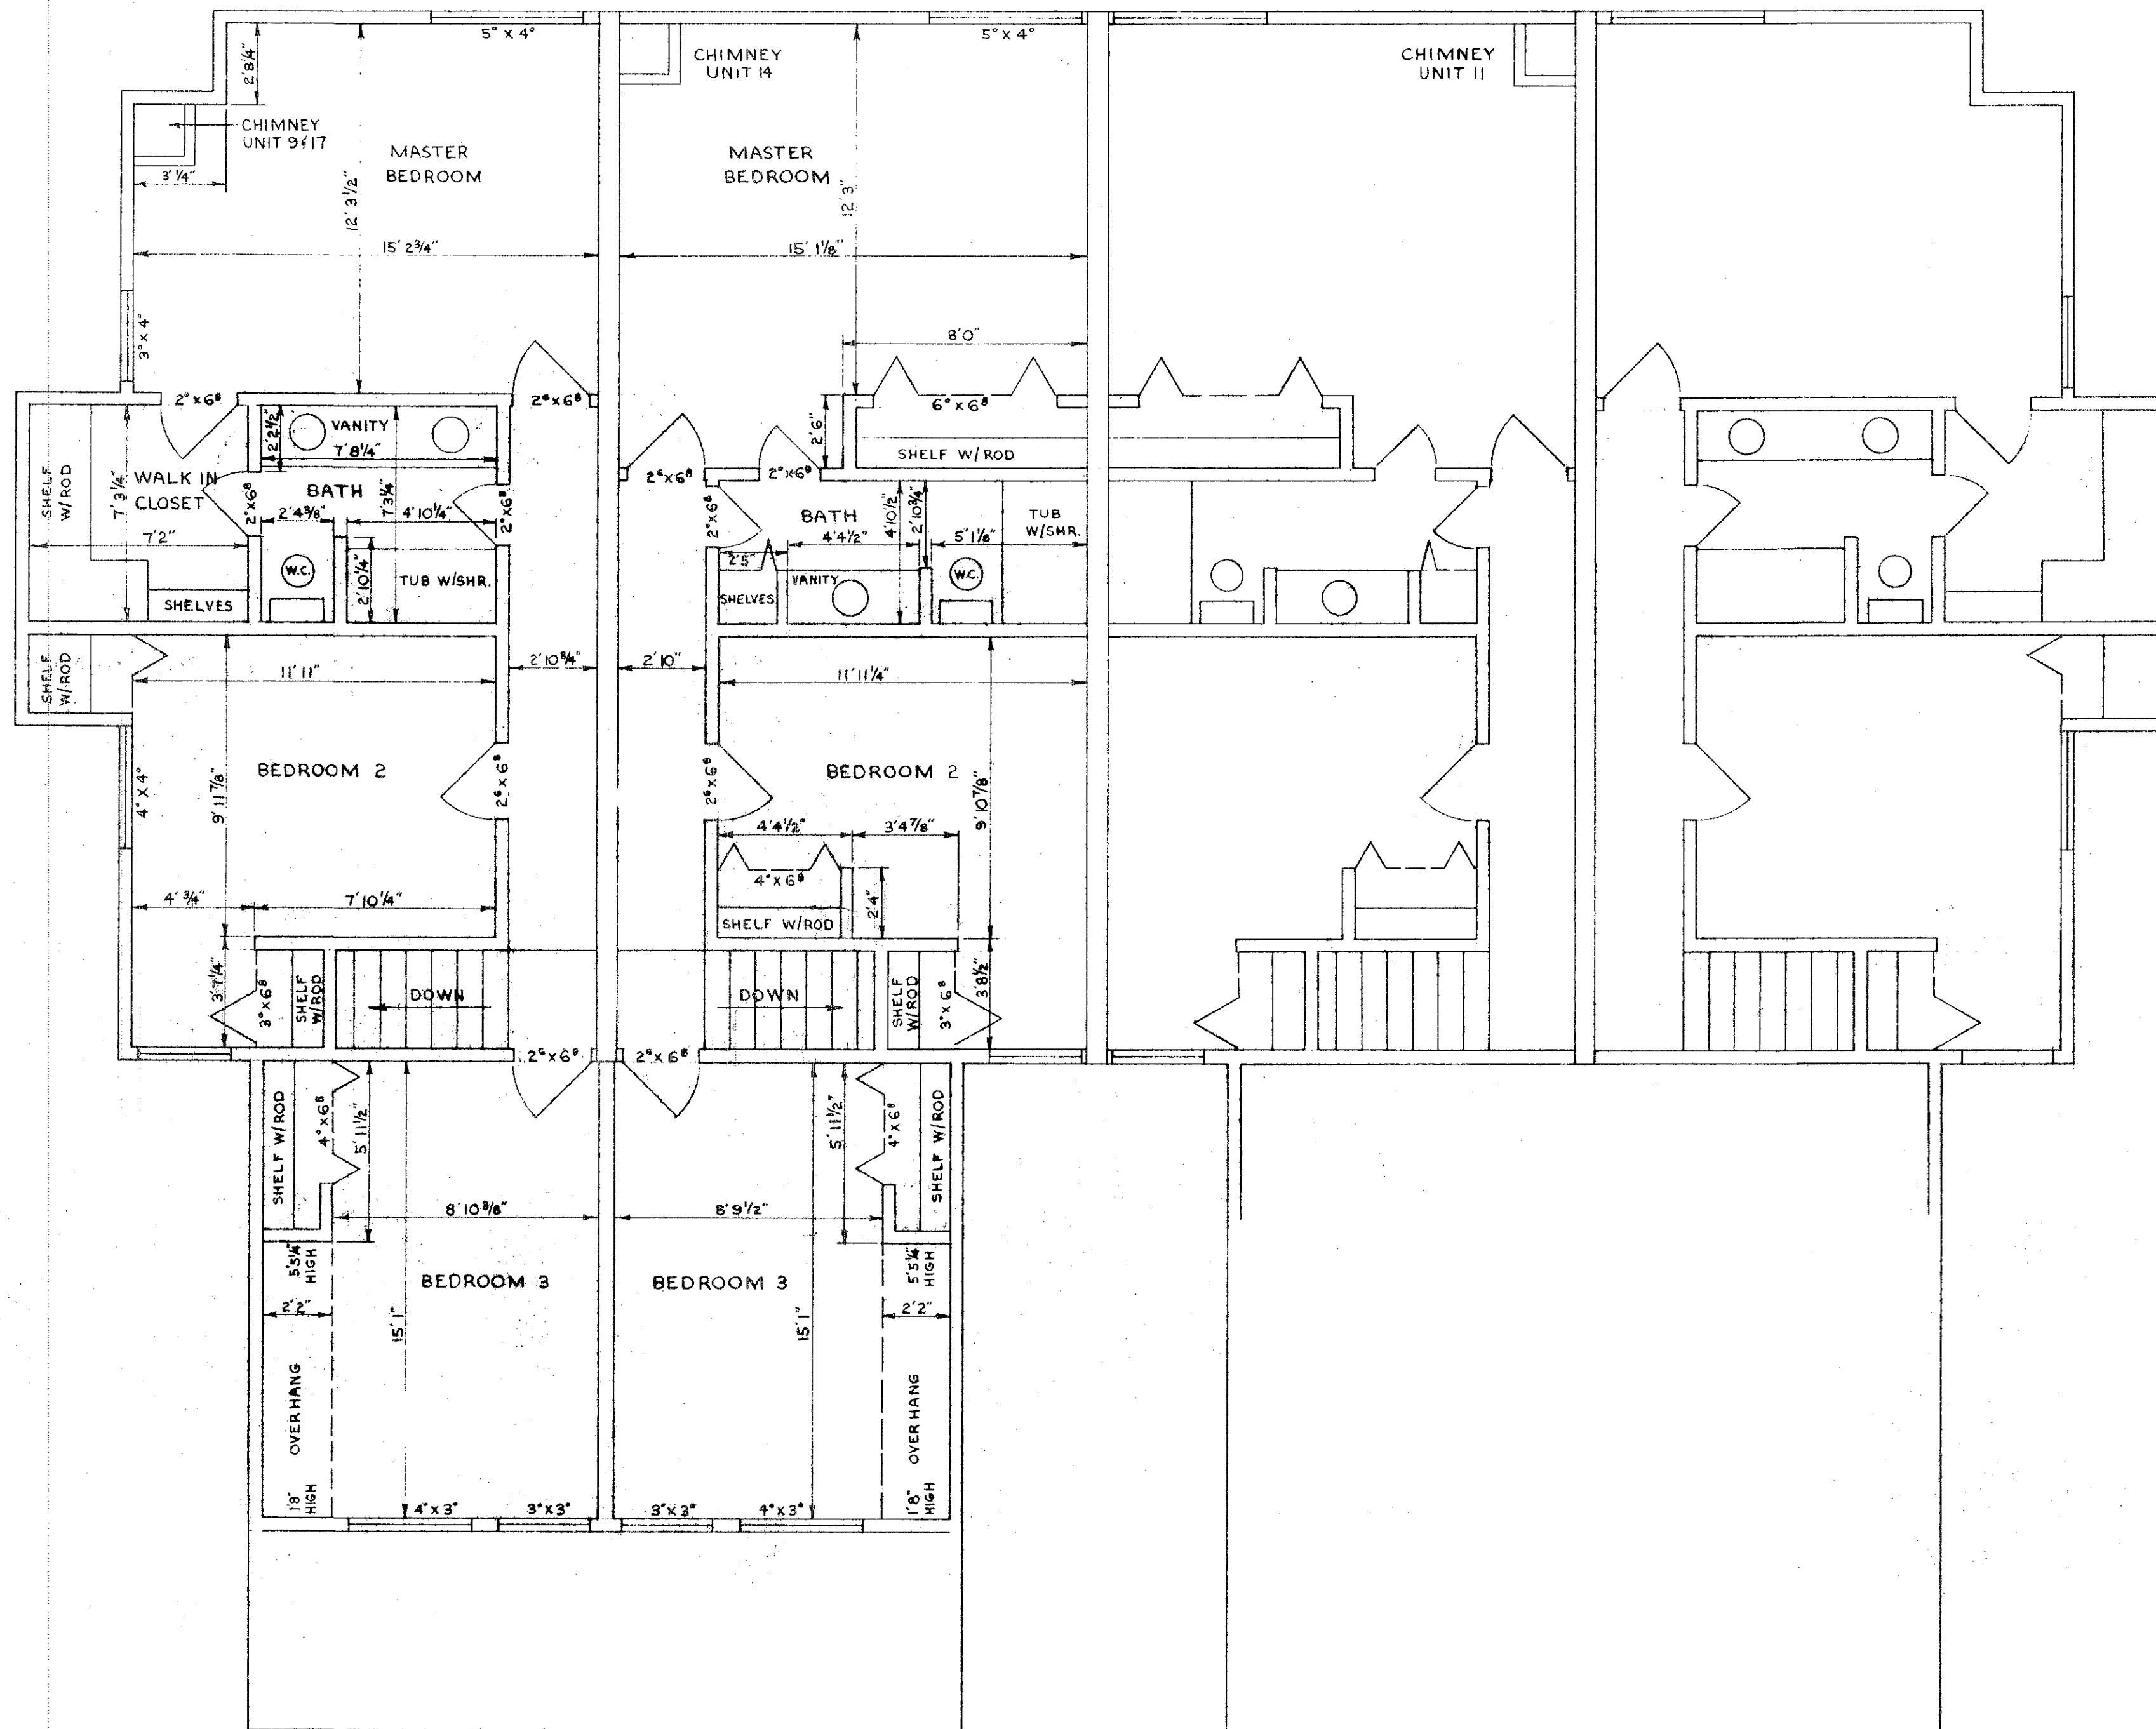 5° x 4°
5° x 4°
CHIMNEY
UNIT 14
CHIMNEY
UNIT 11
2'8¼"
CHIMNEY
UNIT 9 & 17
3'¼"
MASTER
BEDROOM
12' 3½"
15' 2¾"
3° x 4°
MASTER
BEDROOM
12' 3"
15' 1⅛"
8'0"
2° x 6⁸
2⁶ x 6⁸
6° x 6⁸
2'6"
SHELF W/ ROD
2⁶ x 6⁸
2° x 6⁸
SHELF
W/ROD
7' 3¼"
WALK IN
CLOSET
7'2"
SHELVES
2'2½"
VANITY
7'8¼"
BATH
2° x 6⁸
2'4⅜"
7'3¼"
4'10¼"
2° x 6⁸
W.C.
2'10¼"
TUB W/SHR.
2° x 6⁸
BATH
4'10½"
2'10¾"
4'4½"
5'1⅛"
TUB
W/SHR.
2'5"
VANITY
W.C.
SHELVES
SHELF
W/ROD
11' 11"
2'10¾"
2'10"
11' 11¼"
BEDROOM 2
4° x 4°
9' 11⅞"
2⁶ x 6⁸
2⁶ x 6⁸
BEDROOM 2
9' 10⅞"
4'4½"
3'4⅞"
4° x 6⁸
2'4"
SHELF W/ROD
4' ¾"
7'10¼"
3'7¼"
3° x 6⁸
SHELF
W/ROD
DOWN
DOWN
SHELF
W/ROD
3° x 6⁸
3'8½"
2⁶ x 6⁸
2⁶ x 6⁸
SHELF W/ROD
4° x 6⁸
5' 11½"
5' 11½"
4° x 6⁸
SHELF W/ROD
8' 10⅜"
8' 9½"
5'5¼"
HIGH
BEDROOM 3
BEDROOM 3
5'5¼"
HIGH
2'2"
2'2"
15' 1"
15' 1"
OVERHANG
OVERHANG
1'8"
HIGH
1'8"
HIGH
4° x 3°
3° x 3°
3° x 3°
4° x 3°